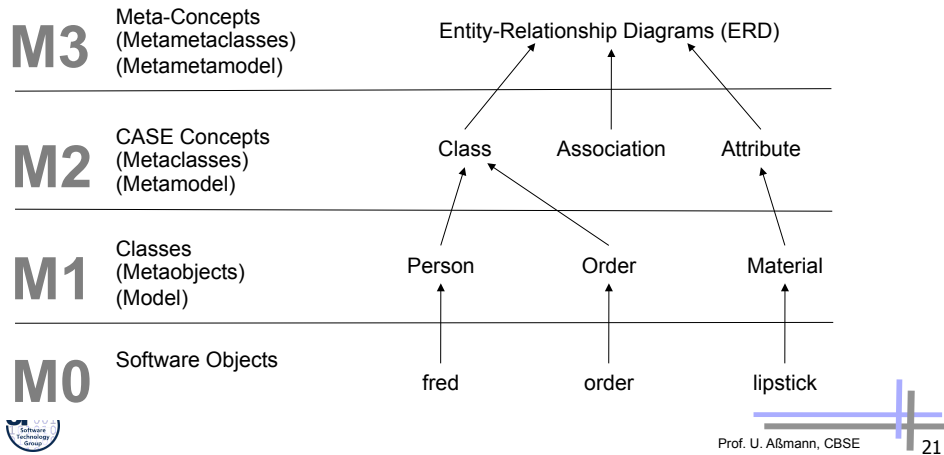 M3
Meta-Concepts
(Metametaclasses)
(Metametamodel)
Entity-Relationship Diagrams (ERD)
M2
CASE Concepts
(Metaclasses)
(Metamodel)
Class Association Attribute
M1
Classes
(Metaobjects)
(Model)
Person Order Material
M0
Software Objects
fred order lipstick
Software
Technology
Group
Prof. U. Aßmann, CBSE
21